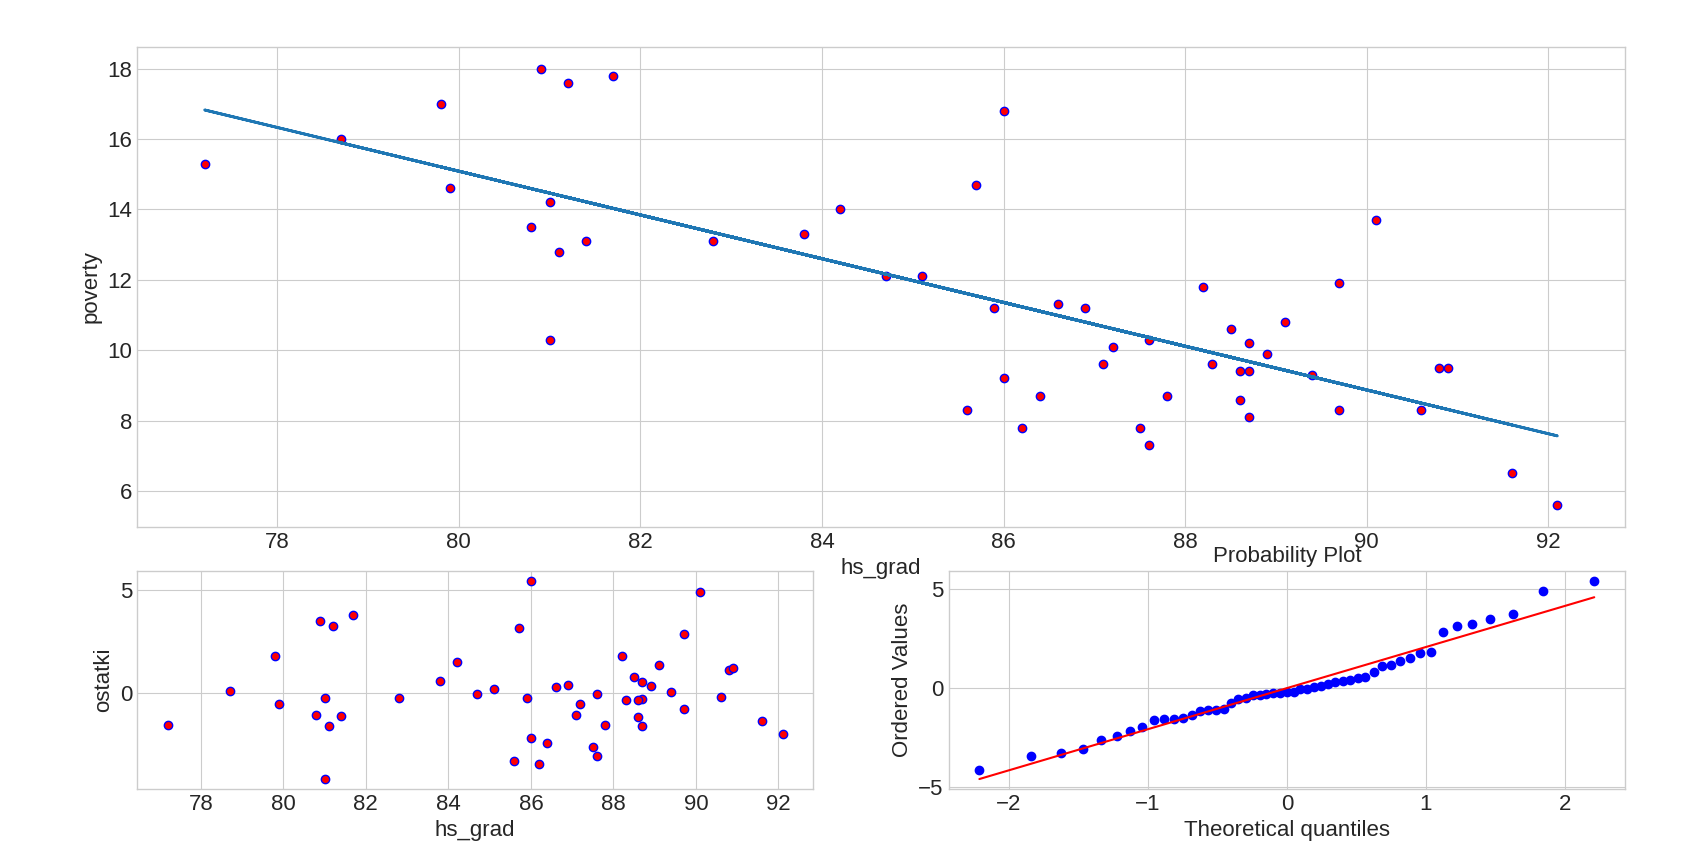 18
16
14
12
10
8
6
poverty
78 80 82 84 86 88 90 92
hs_grad
Probability Plot
5
0
ostatki
78 80 82 84 86 88 90 92
hs_grad
5
0
−5
Ordered Values
−2 −1 0 1 2
Theoretical quantiles